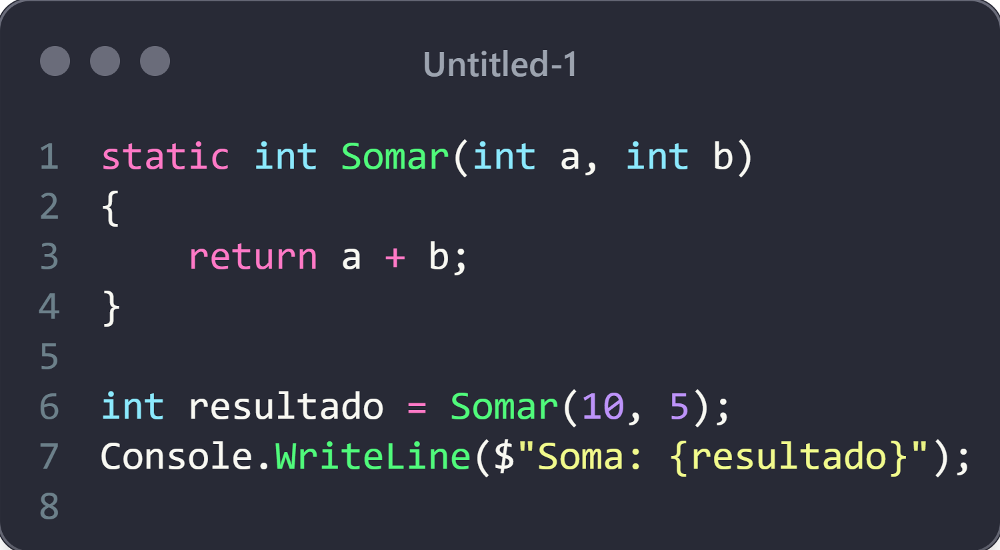 Untitled-1
1 static int Somar(int a, int b)
2 {
3     return a + b;
4 }
5
6 int resultado = Somar(10, 5);
7 Console.WriteLine($"Soma: {resultado}");
8